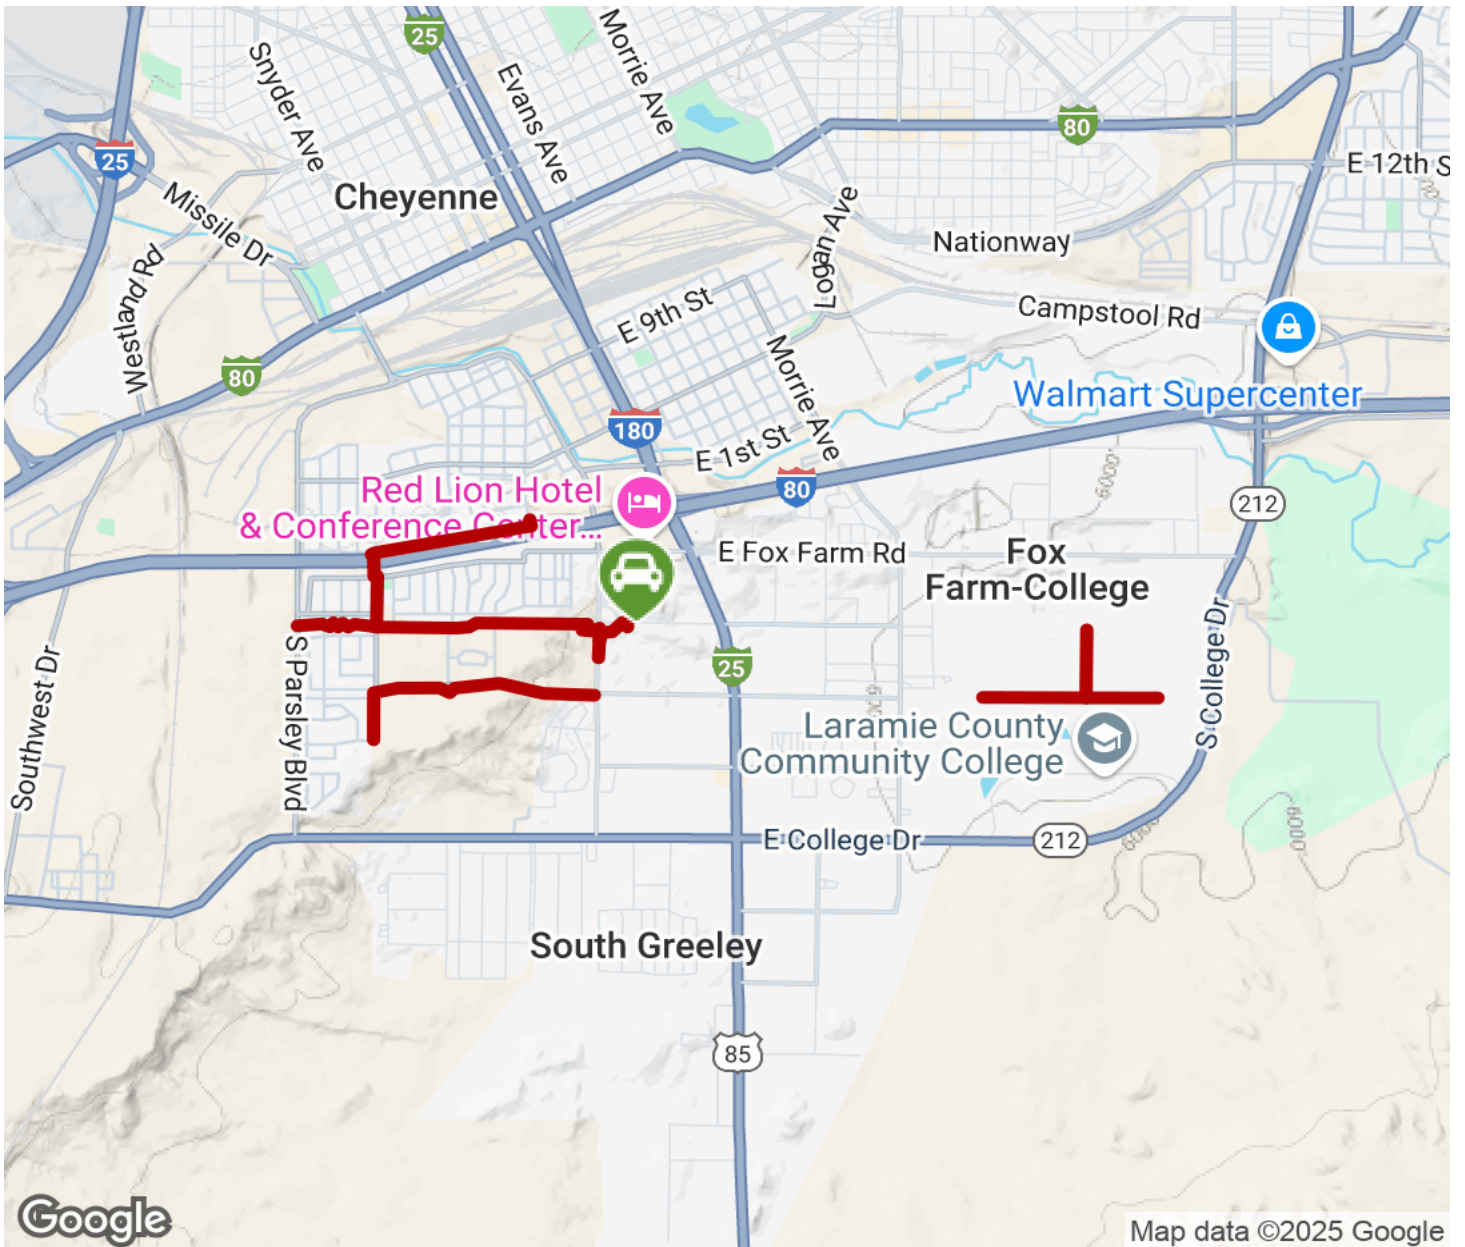 25
Morrie Ave
Snyder Ave
Evans Ave
80
25
E 12th S
Cheyenne
Missile Dr
Logan Ave
Nationway
Westland Rd
E 9th St
Campstool Rd
80
Morrie Ave
Walmart Supercenter
180
E 1st St
6000
Red Lion Hotel
& Conference Center...
80
212
E Fox Farm Rd
Fox
Farm-College
S Parsley Blvd
Southwest Dr
25
S College Dr
Laramie County
Community College
E College Dr
212
6000
6000
South Greeley
85
Google
Map data ©2025 Google